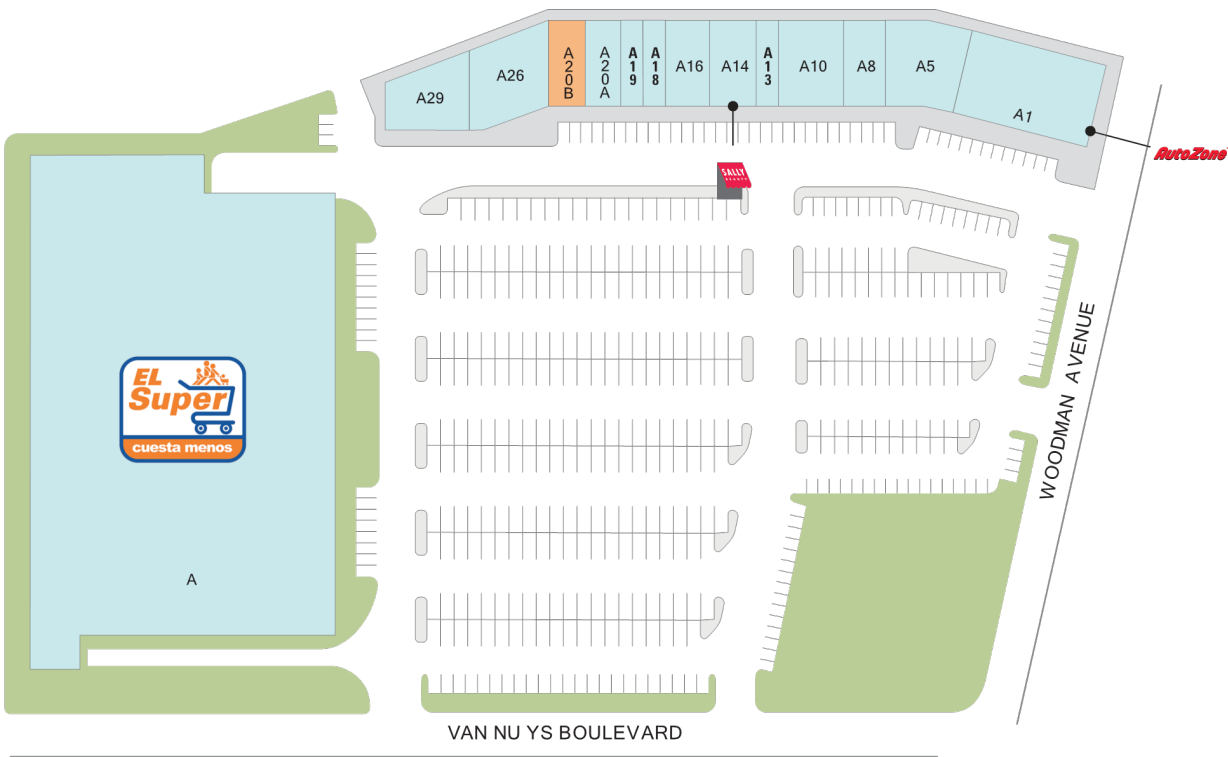 A29
A26
A20B
A20A
A19
A18
A16
A14
A13
A10
A8
A5
A1
AutoZone
SALLY
BEAUTY
EL
Super
cuesta menos
A
WOODMAN AVENUE
VAN NU YS BOULEVARD